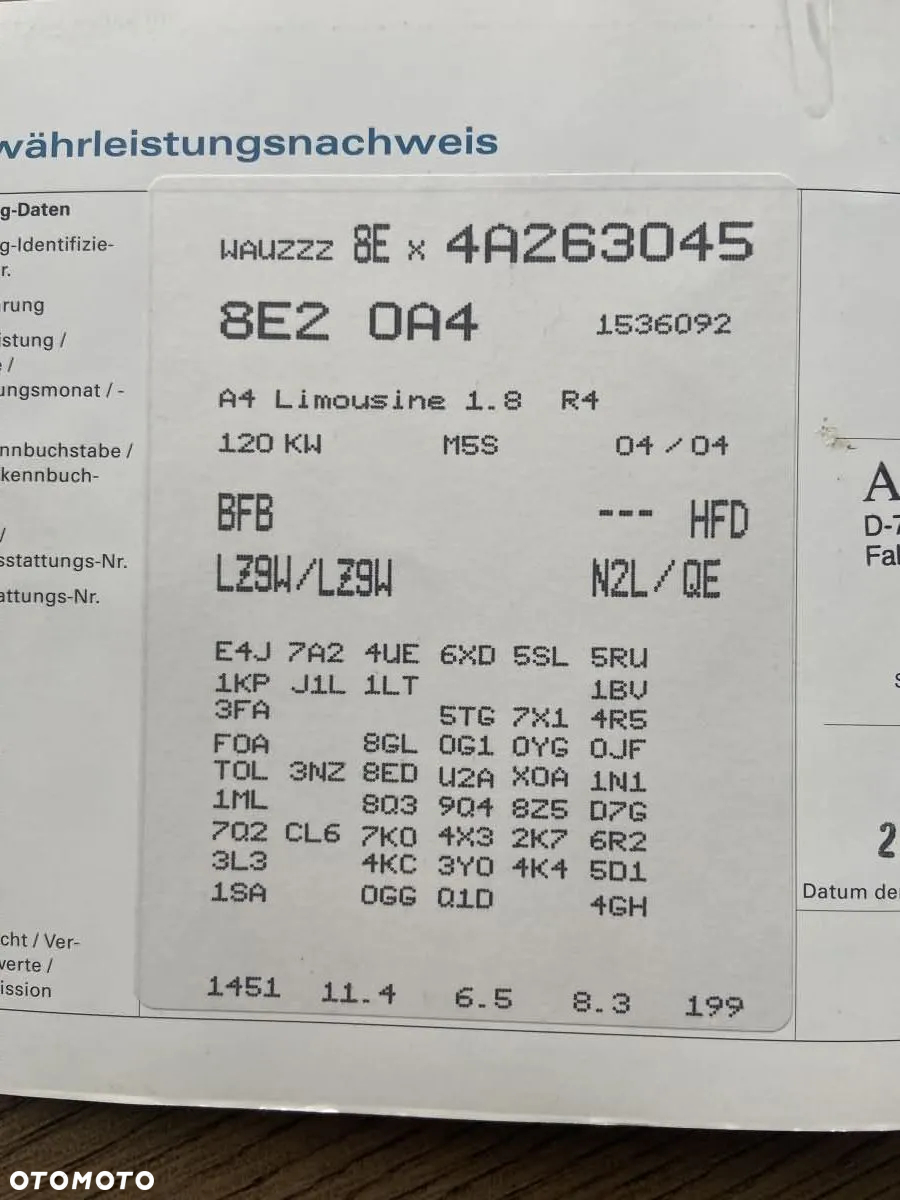 währleistungsnachweis
g-Daten
g-Identifizie-
r.
rung
istung /
e /
ungsmonat / -
nnbuchstabe /
kennbuch-
/
sstattungs-Nr.
attungs-Nr.
cht / Ver-
werte /
ission
WAUZZZ 8E X 4A263045
8E2 0A4 1536092
A4 Limousine 1.8 R4
120 KW M5S 04/04
BFB --- HFD
LZ9W/LZ9W N2L/QE
E4J 7A2 4UE 6XD 5SL 5RU
1KP J1L 1LT 1BV
3FA 5TG 7X1 4R5
F0A 8GL 0G1 0YG 0JF
T0L 3NZ 8ED U2A X0A 1N1
1ML 8Q3 9Q4 8Z5 D7G
7Q2 CL6 7K0 4X3 2K7 6R2
3L3 4KC 3Y0 4K4 5D1
1SA 0GG Q1D 4GH
1451 11.4 6.5 8.3 199
A
D-7
Fal
2
Datum de
OTOMOTO